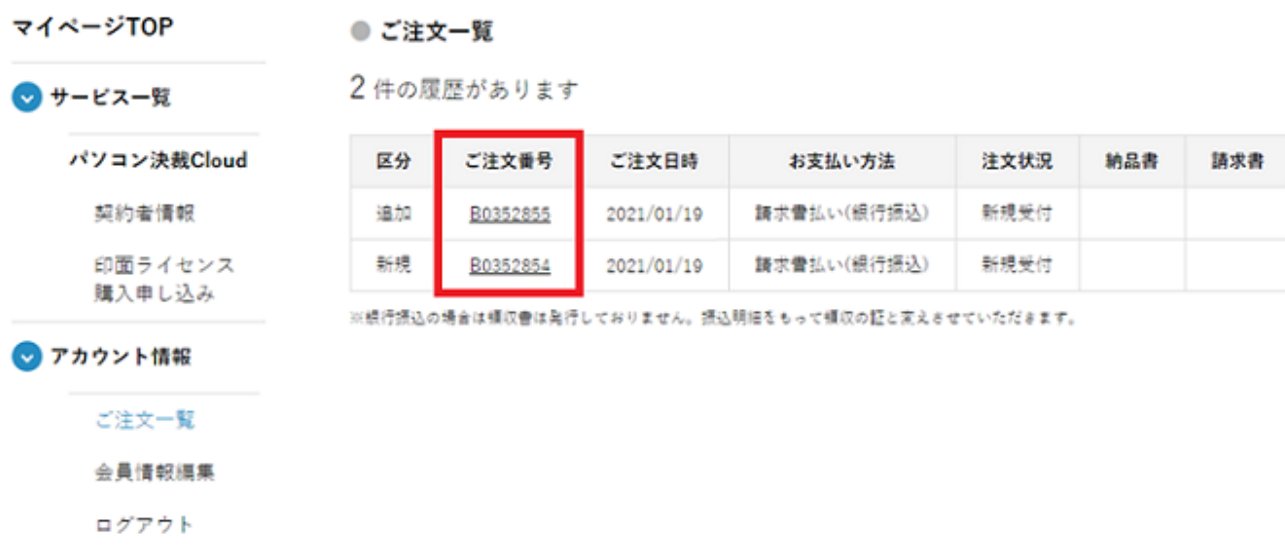 マイページTOP
サービス一覧
パソコン決裁Cloud
契約者情報
印面ライセンス
購入申し込み
アカウント情報
ご注文一覧
会員情報編集
ログアウト
ご注文一覧
2 件の履歴があります
区分 ご注文番号 ご注文日時 お支払い方法 注文状況 納品書 請求書
追加 B0352855 2021/01/19 請求書払い(銀行振込) 新規受付
新規 B0352854 2021/01/19 請求書払い(銀行振込) 新規受付
※銀行振込の場合は領収書は発行しておりません。振込明細をもって領収の証と変えさせていただきます。